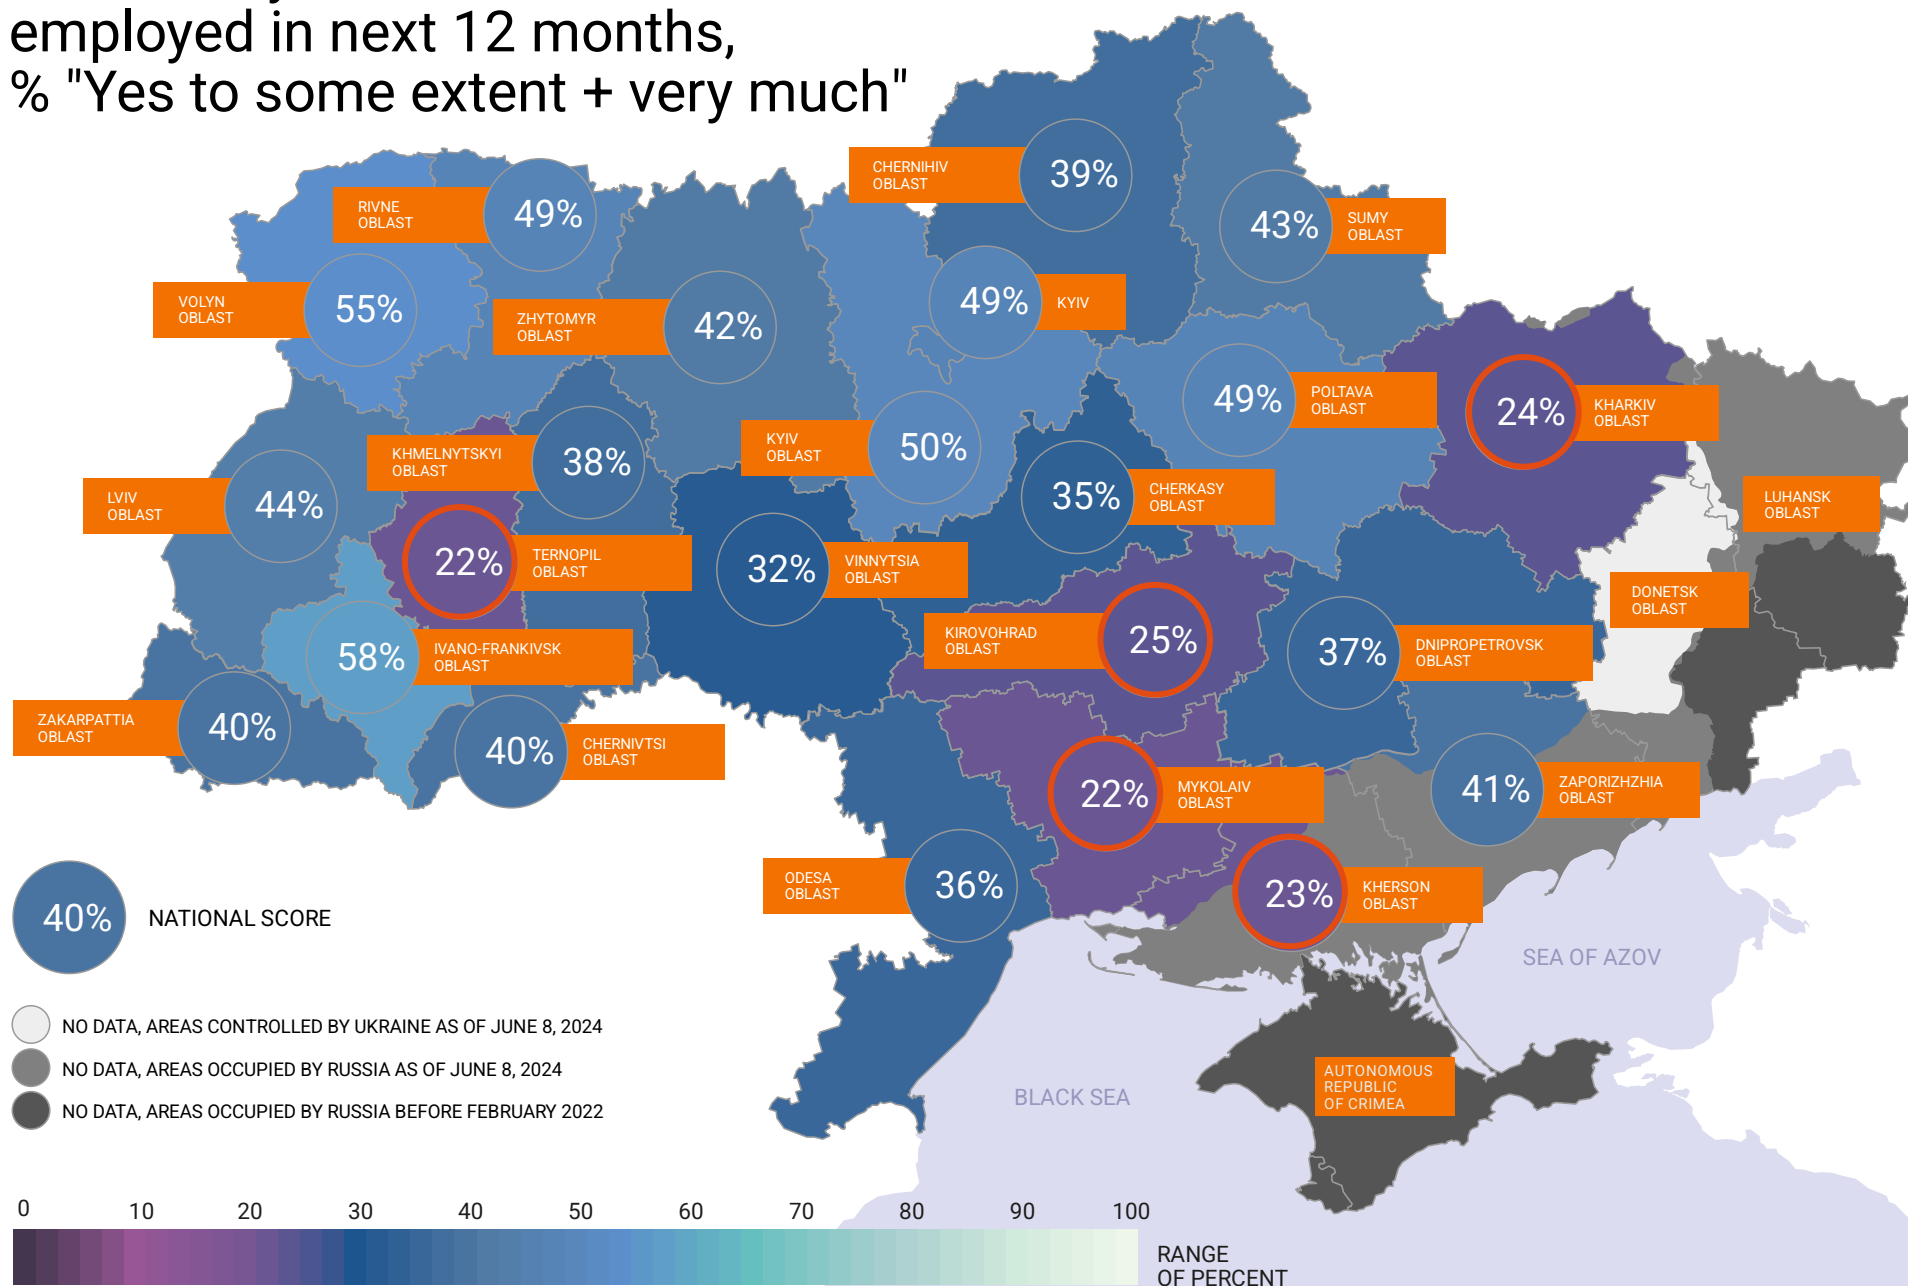 employed in next 12 months,
% "Yes to some extent + very much"
CHERNIHIV
OBLAST
39%
RIVNE
OBLAST
49%
43%
SUMY
OBLAST
VOLYN
OBLAST
55%
ZHYTOMYR
OBLAST
42%
49%
KYIV
49%
POLTAVA
OBLAST
24%
KHARKIV
OBLAST
KHMELNYTSKYI
OBLAST
38%
KYIV
OBLAST
50%
35%
CHERKASY
OBLAST
LVIV
OBLAST
44%
LUHANSK
OBLAST
22%
TERNOPIL
OBLAST
32%
VINNYTSIA
OBLAST
DONETSK
OBLAST
KIROVOHRAD
OBLAST
25%
37%
DNIPROPETROVSK
OBLAST
58%
IVANO-FRANKIVSK
OBLAST
ZAKARPATTIA
OBLAST
40%
40%
CHERNIVTSI
OBLAST
22%
MYKOLAIV
OBLAST
41%
ZAPORIZHZHIA
OBLAST
ODESA
OBLAST
36%
23%
KHERSON
OBLAST
40%
NATIONAL SCORE
SEA OF AZOV
NO DATA, AREAS CONTROLLED BY UKRAINE AS OF JUNE 8, 2024
NO DATA, AREAS OCCUPIED BY RUSSIA AS OF JUNE 8, 2024
NO DATA, AREAS OCCUPIED BY RUSSIA BEFORE FEBRUARY 2022
BLACK SEA
AUTONOMOUS
REPUBLIC
OF CRIMEA
0 10 20 30 40 50 60 70 80 90 100
RANGE
OF PERCENT